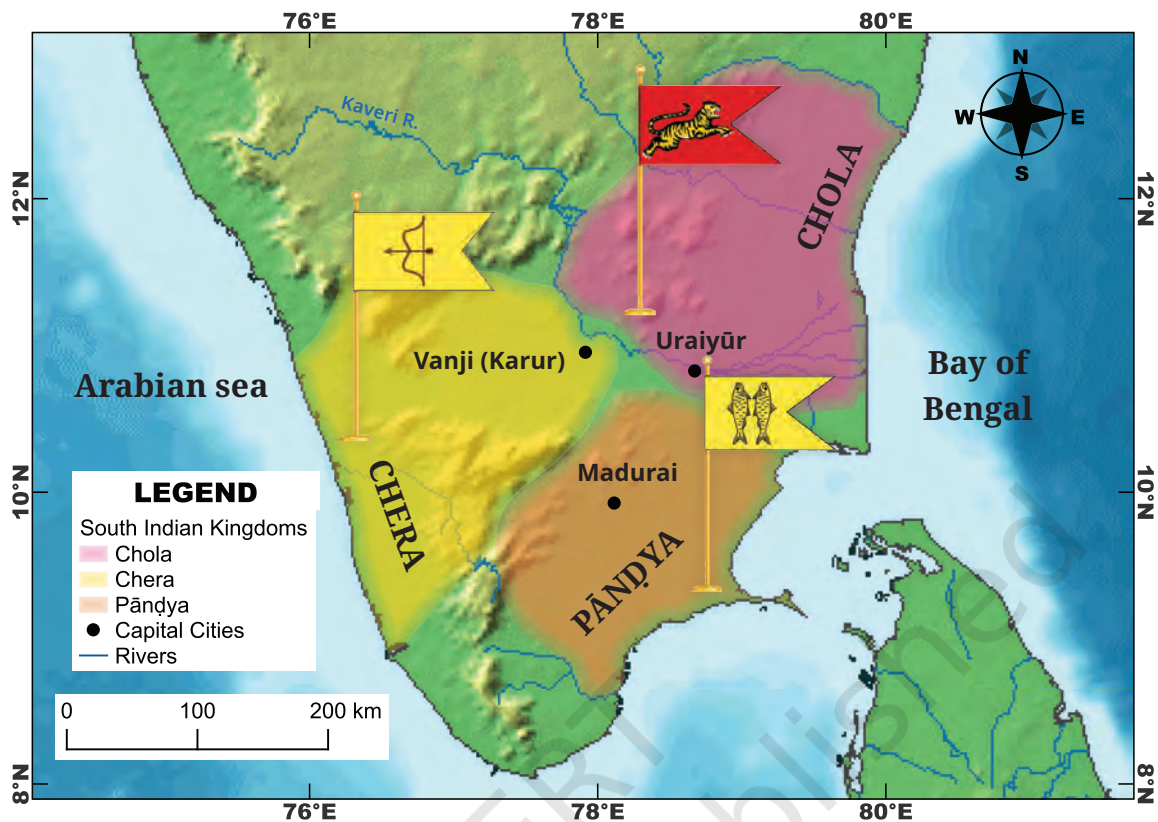 76°E 78°E 80°E
N
W E
S
Kaveri R.
CHOLA
12°N 12°N
Uraiyūr
Vanji (Karur)
Arabian sea
Bay of
Bengal
Madurai
CHERA
PĀṆḌYA
10°N 10°N
LEGEND
South Indian Kingdoms
Chola
Chera
Pāṇḍya
Capital Cities
Rivers
0 100 200 km
8°N 8°N
76°E 78°E 80°E